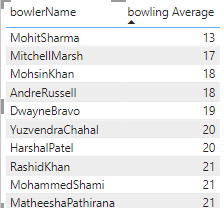 bowlerName bowling Average
MohitSharma 13
MitchellMarsh 17
MohsinKhan 18
AndreRussell 18
DwayneBravo 19
YuzvendraChahal 20
HarshalPatel 20
RashidKhan 21
MohammedShami 21
MatheeshaPathirana 21